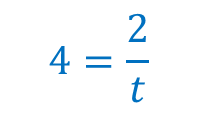 4 = 2/t